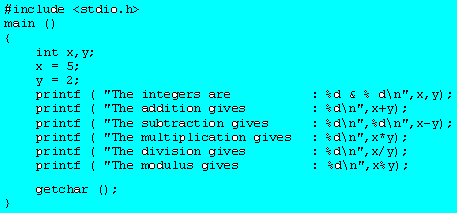 #include <stdio.h>
main ()
{
    int x,y;
    x = 5;
    y = 2;
    printf ( "The integers are          : %d & % d\n",x,y);
    printf ( "The addition gives        : %d\n",x+y);
    printf ( "The subtraction gives     : %d\n",%d\n",x-y);
    printf ( "The multiplication gives  : %d\n",x*y);
    printf ( "The division gives        : %d\n",x/y);
    printf ( "The modulus gives         : %d\n",x%y);
    getchar ();
}